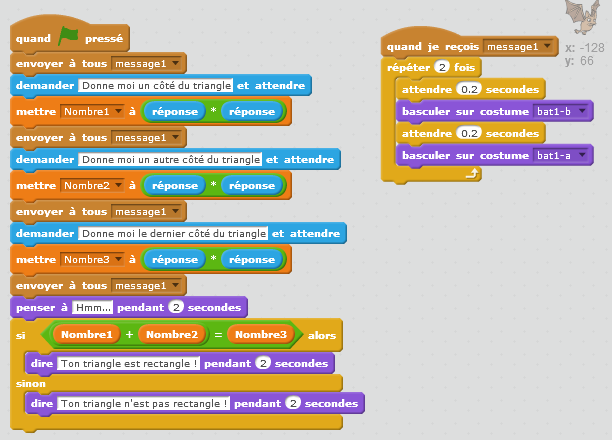 quand pressé
envoyer à tous message1
demander Donne moi un côté du triangle et attendre
mettre Nombre1 à réponse * réponse
envoyer à tous message1
demander Donne moi un autre côté du triangle et attendre
mettre Nombre2 à réponse * réponse
envoyer à tous message1
demander Donne moi le dernier côté du triangle et attendre
mettre Nombre3 à réponse * réponse
envoyer à tous message1
penser à Hmm... pendant 2 secondes
si Nombre1 + Nombre2 = Nombre3 alors
dire Ton triangle est rectangle ! pendant 2 secondes
sinon
dire Ton triangle n'est pas rectangle ! pendant 2 secondes
quand je reçois message1
répéter 2 fois
attendre 0.2 secondes
basculer sur costume bat1-b
attendre 0.2 secondes
basculer sur costume bat1-a
x: -128
y: 66